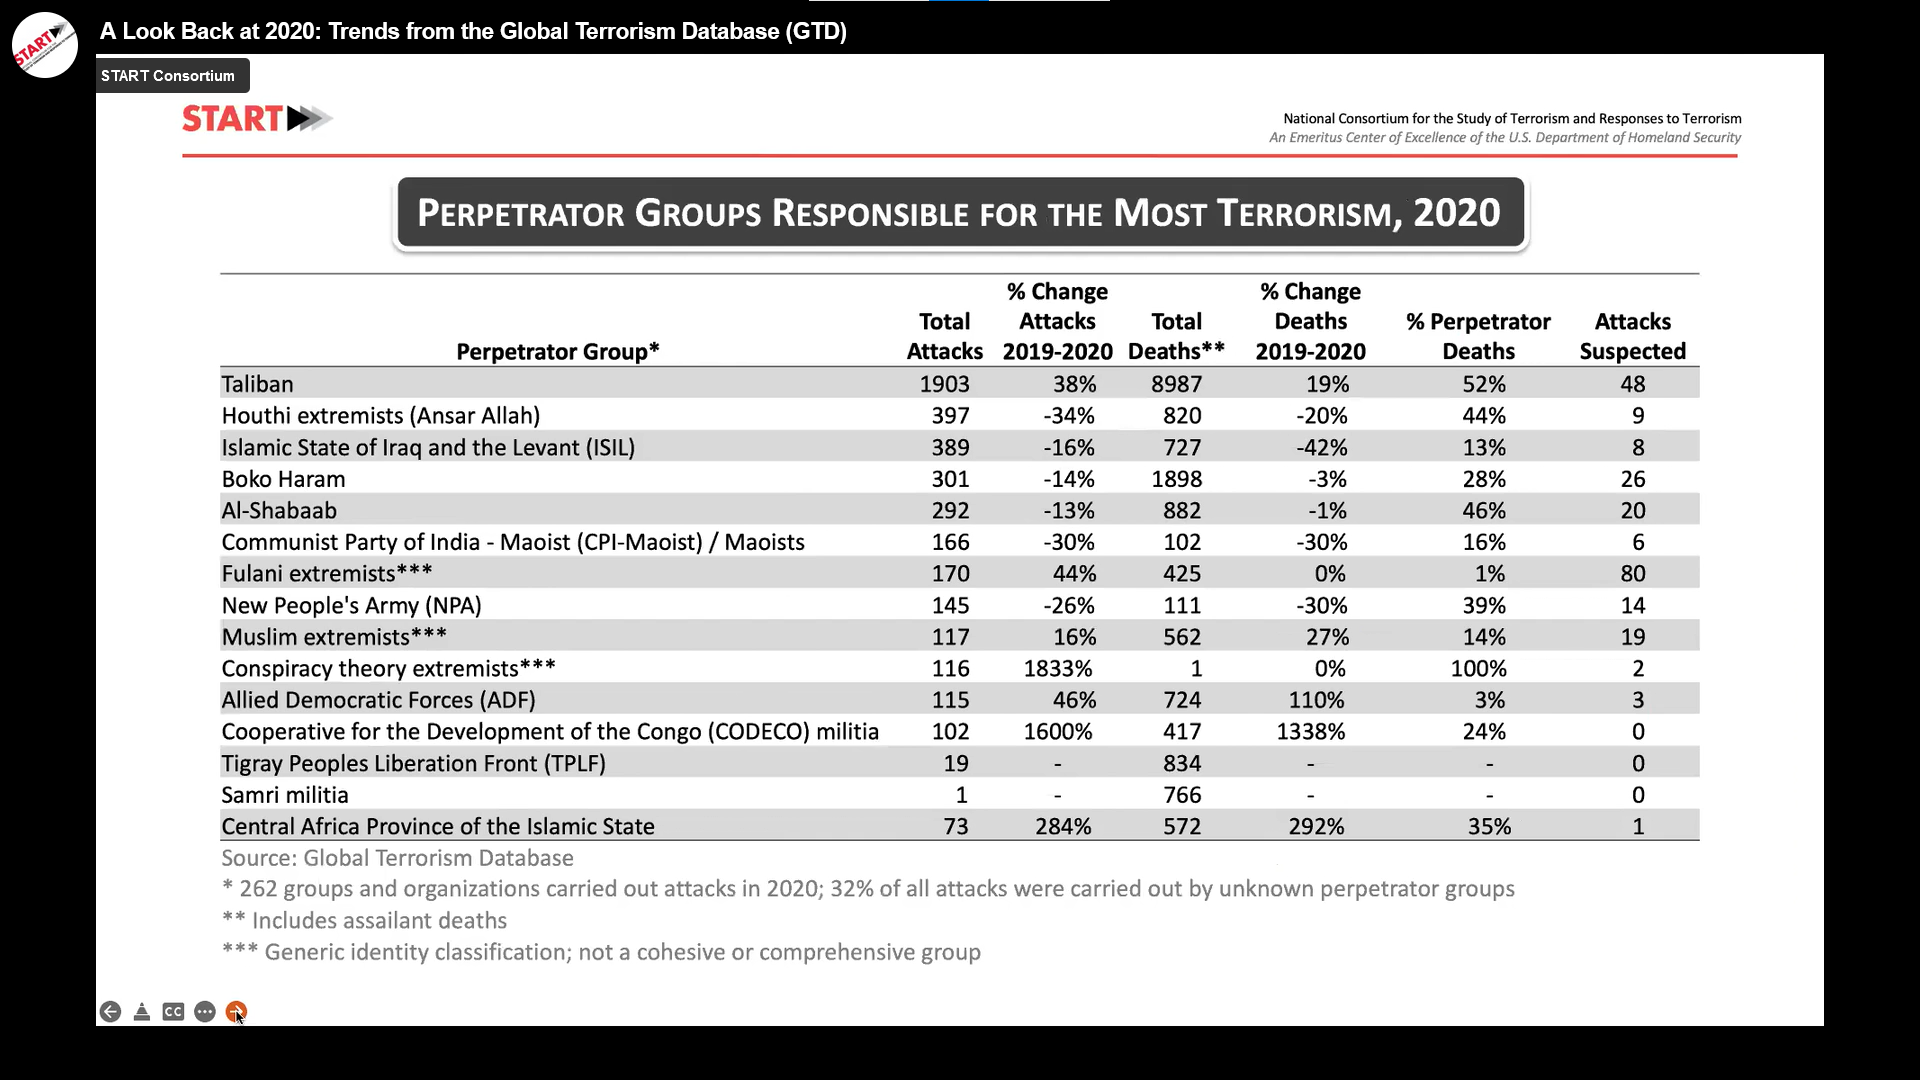 A Look Back at 2020: Trends from the Global Terrorism Database (GTD)
START Consortium
START
National Consortium for the Study of Terrorism and Responses to Terrorism
An Emeritus Center of Excellence of the U.S. Department of Homeland Security
PERPETRATOR GROUPS RESPONSIBLE FOR THE MOST TERRORISM, 2020
Perpetrator Group* Total Attacks % Change Attacks 2019-2020 Total Deaths** % Change Deaths 2019-2020 % Perpetrator Deaths Attacks Suspected
Taliban 1903 38% 8987 19% 52% 48
Houthi extremists (Ansar Allah) 397 -34% 820 -20% 44% 9
Islamic State of Iraq and the Levant (ISIL) 389 -16% 727 -42% 13% 8
Boko Haram 301 -14% 1898 -3% 28% 26
Al-Shabaab 292 -13% 882 -1% 46% 20
Communist Party of India - Maoist (CPI-Maoist) / Maoists 166 -30% 102 -30% 16% 6
Fulani extremists*** 170 44% 425 0% 1% 80
New People's Army (NPA) 145 -26% 111 -30% 39% 14
Muslim extremists*** 117 16% 562 27% 14% 19
Conspiracy theory extremists*** 116 1833% 1 0% 100% 2
Allied Democratic Forces (ADF) 115 46% 724 110% 3% 3
Cooperative for the Development of the Congo (CODECO) militia 102 1600% 417 1338% 24% 0
Tigray Peoples Liberation Front (TPLF) 19 - 834 - - 0
Samri militia 1 - 766 - - 0
Central Africa Province of the Islamic State 73 284% 572 292% 35% 1
Source: Global Terrorism Database
* 262 groups and organizations carried out attacks in 2020; 32% of all attacks were carried out by unknown perpetrator groups
** Includes assailant deaths
*** Generic identity classification; not a cohesive or comprehensive group
CC